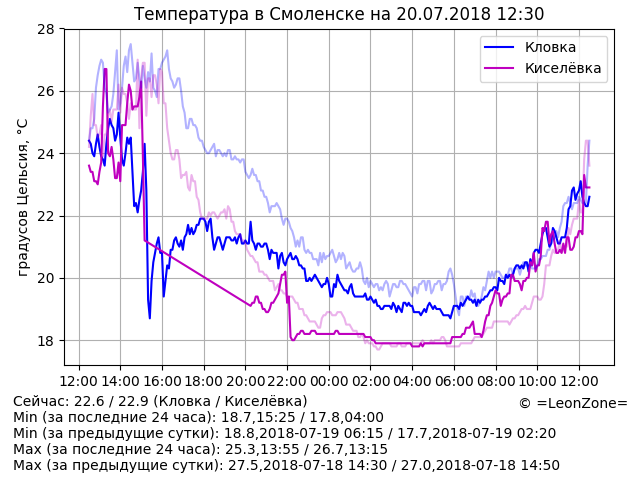 Температура в Смоленске на 20.07.2018 12:30
28
26
24
22
20
18
градусов Цельсия, °C
Кловка
Киселёвка
12:00 14:00 16:00 18:00 20:00 22:00 00:00 02:00 04:00 06:00 08:00 10:00 12:00
Сейчас: 22.6 / 22.9 (Кловка / Киселёвка)
© =LeonZone=
Min (за последние 24 часа): 18.7,15:25 / 17.8,04:00
Min (за предыдущие сутки): 18.8,2018-07-19 06:15 / 17.7,2018-07-19 02:20
Max (за последние 24 часа): 25.3,13:55 / 26.7,13:15
Max (за предыдущие сутки): 27.5,2018-07-18 14:30 / 27.0,2018-07-18 14:50